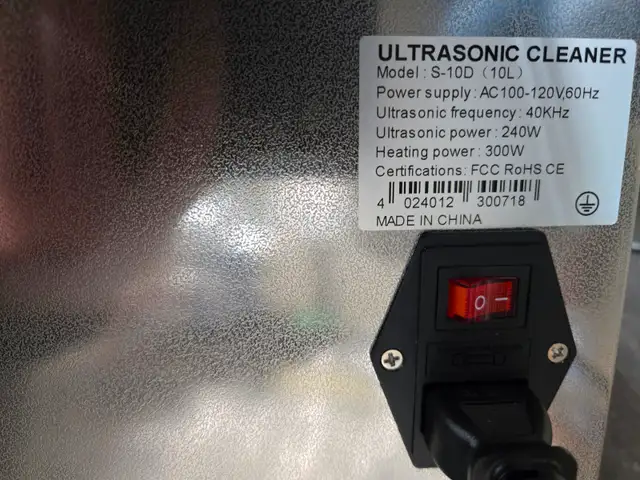 ULTRASONIC CLEANER
Model : S-10D (10L)
Power supply : AC100-120V,60Hz
Ultrasonic frequency : 40KHz
Ultrasonic power : 240W
Heating power : 300W
Certifications: FCC RoHS CE
4 024012 300718
MADE IN CHINA
O –